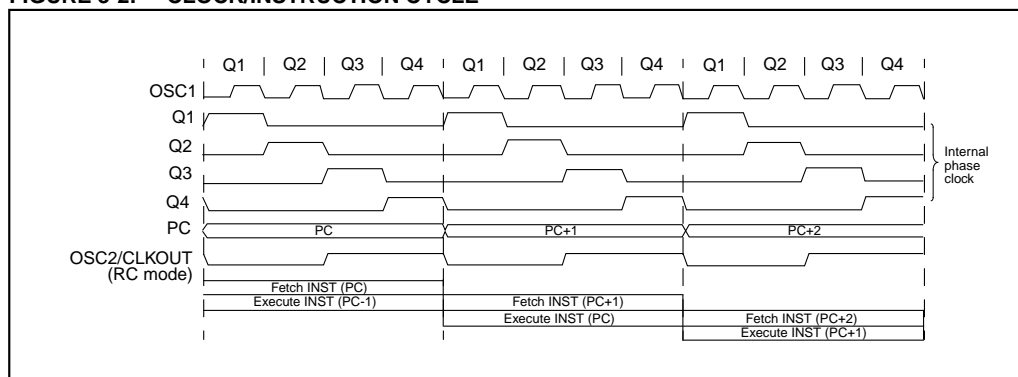 FIGURE 3-2: CLOCK/INSTRUCTION CYCLE
Q1 Q2 Q3 Q4 Q1 Q2 Q3 Q4 Q1 Q2 Q3 Q4
OSC1
Q1
Q2
Q3
Q4
Internal
phase
clock
PC PC PC+1 PC+2
OSC2/CLKOUT
(RC mode)
Fetch INST (PC)
Execute INST (PC-1) Fetch INST (PC+1)
Execute INST (PC) Fetch INST (PC+2)
Execute INST (PC+1)